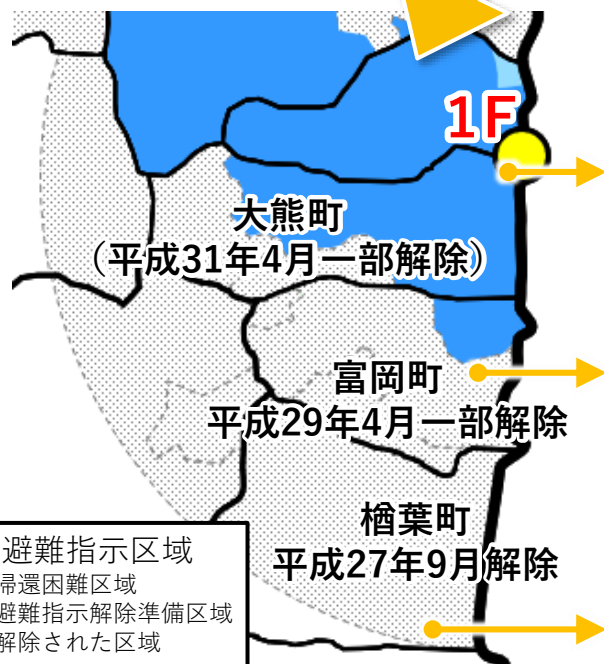 1F
大熊町
（平成31年4月一部解除）
富岡町
平成29年4月一部解除
楢葉町
平成27年9月解除
避難指示区域
帰還困難区域
避難指示解除準備区域
解除された区域